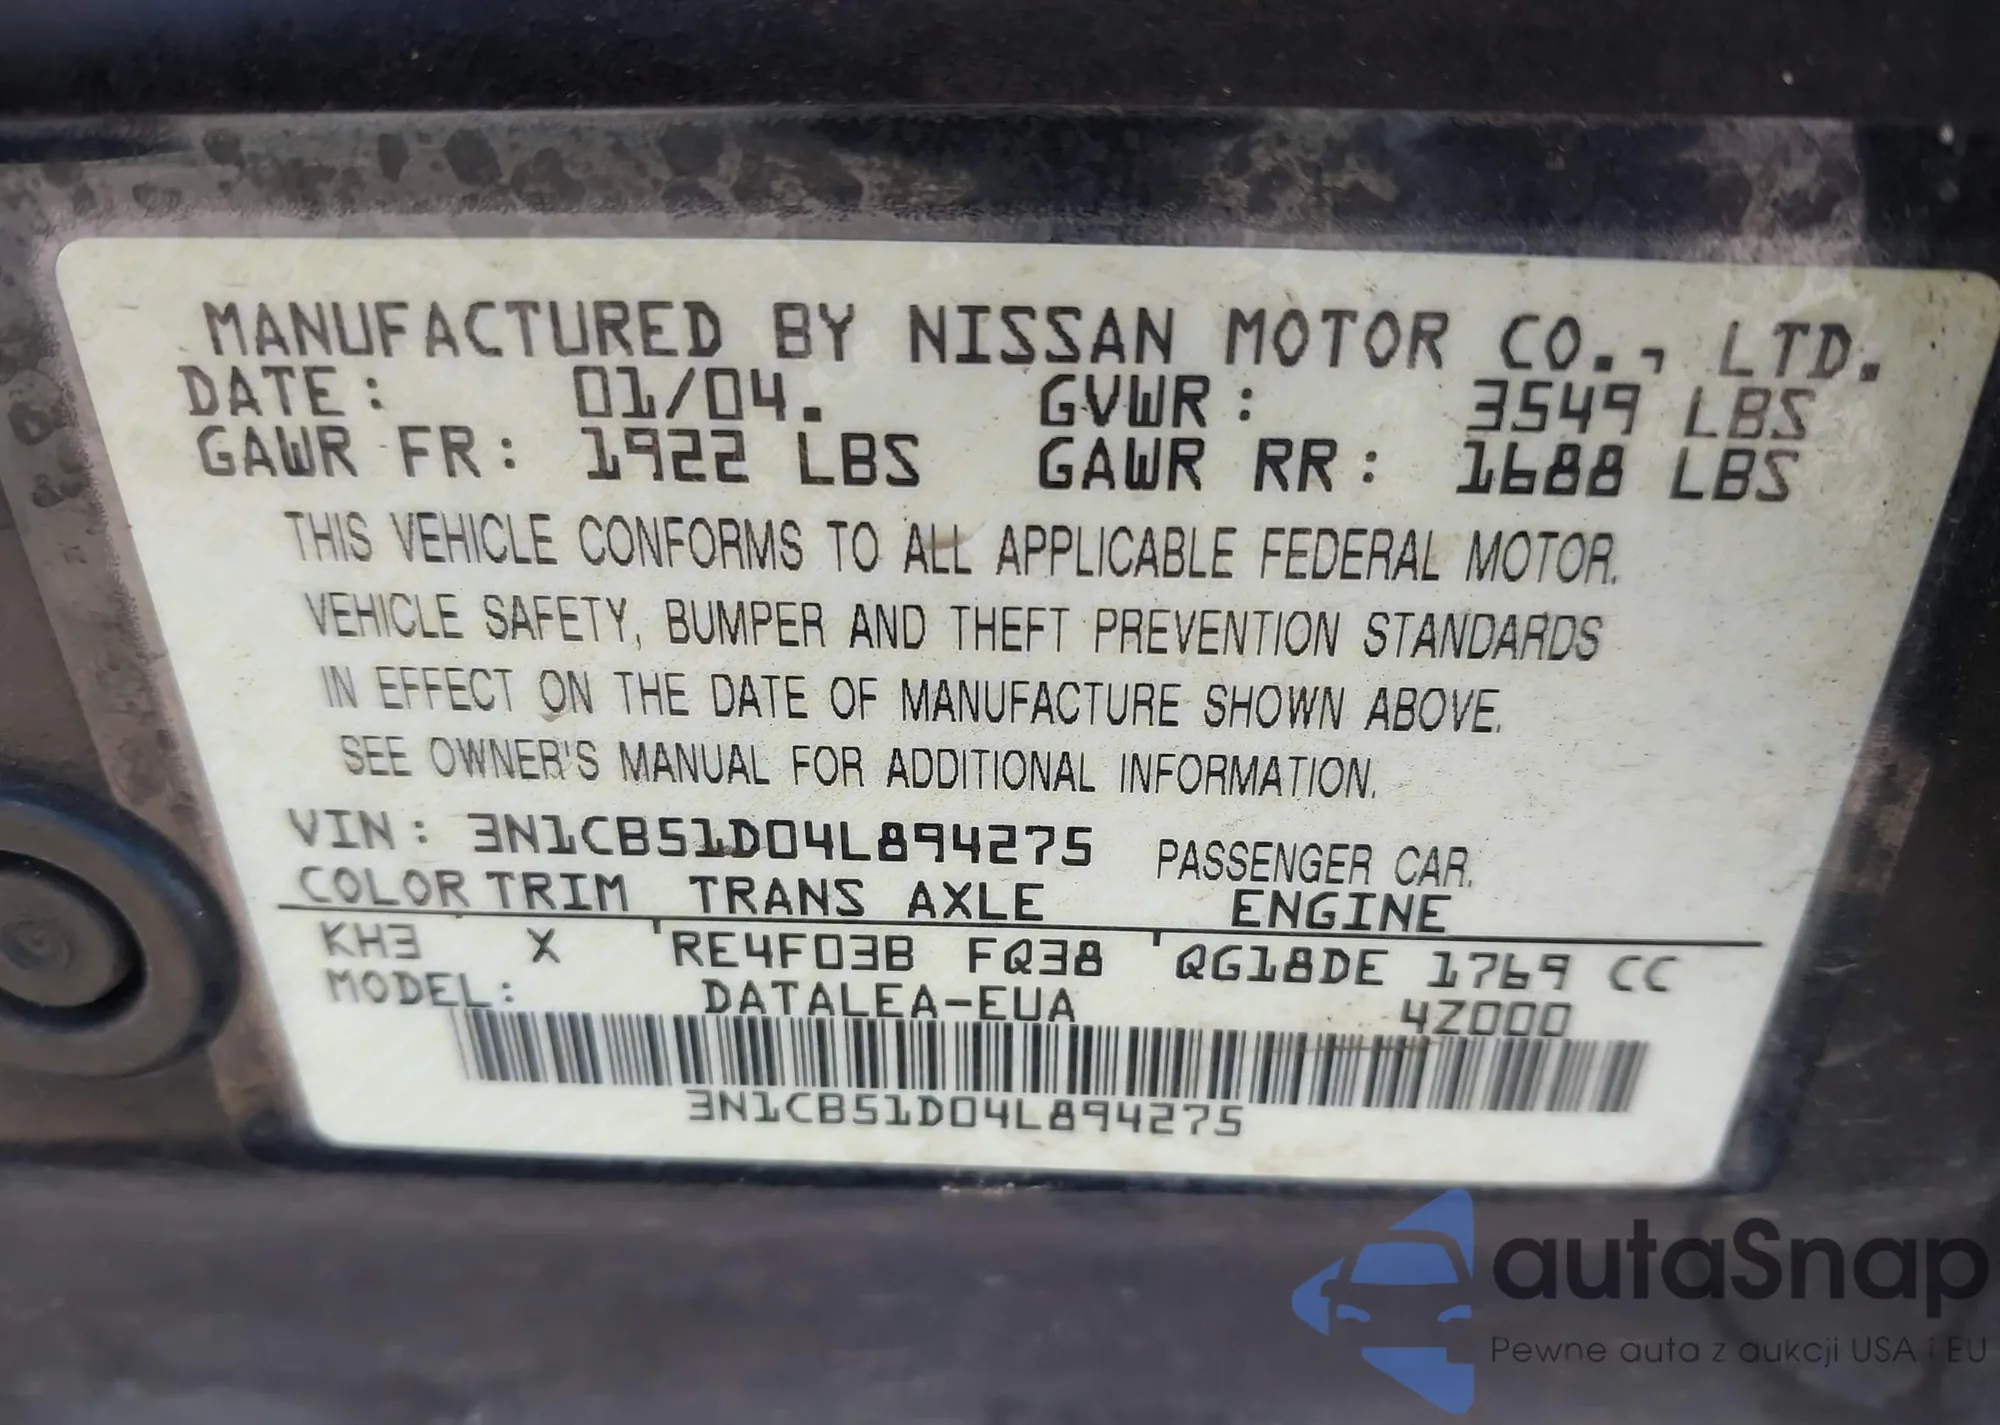 MANUFACTURED BY NISSAN MOTOR CO., LTD.
DATE: 01/04. GVWR: 3549 LBS
GAWR FR: 1922 LBS GAWR RR: 1688 LBS
THIS VEHICLE CONFORMS TO ALL APPLICABLE FEDERAL MOTOR.
VEHICLE SAFETY, BUMPER AND THEFT PREVENTION STANDARDS
IN EFFECT ON THE DATE OF MANUFACTURE SHOWN ABOVE.
SEE OWNER'S MANUAL FOR ADDITIONAL INFORMATION.
VIN: 3N1CB51D04L894275 PASSENGER CAR.
COLOR TRIM TRANS AXLE ENGINE
KH3 X RE4F03B FQ38 QG18DE 1769 CC
MODEL: DATALEA-EUA 4Z000
3N1CB51D04L894275
autaSnap
Pewne auta z aukcji USA i EU